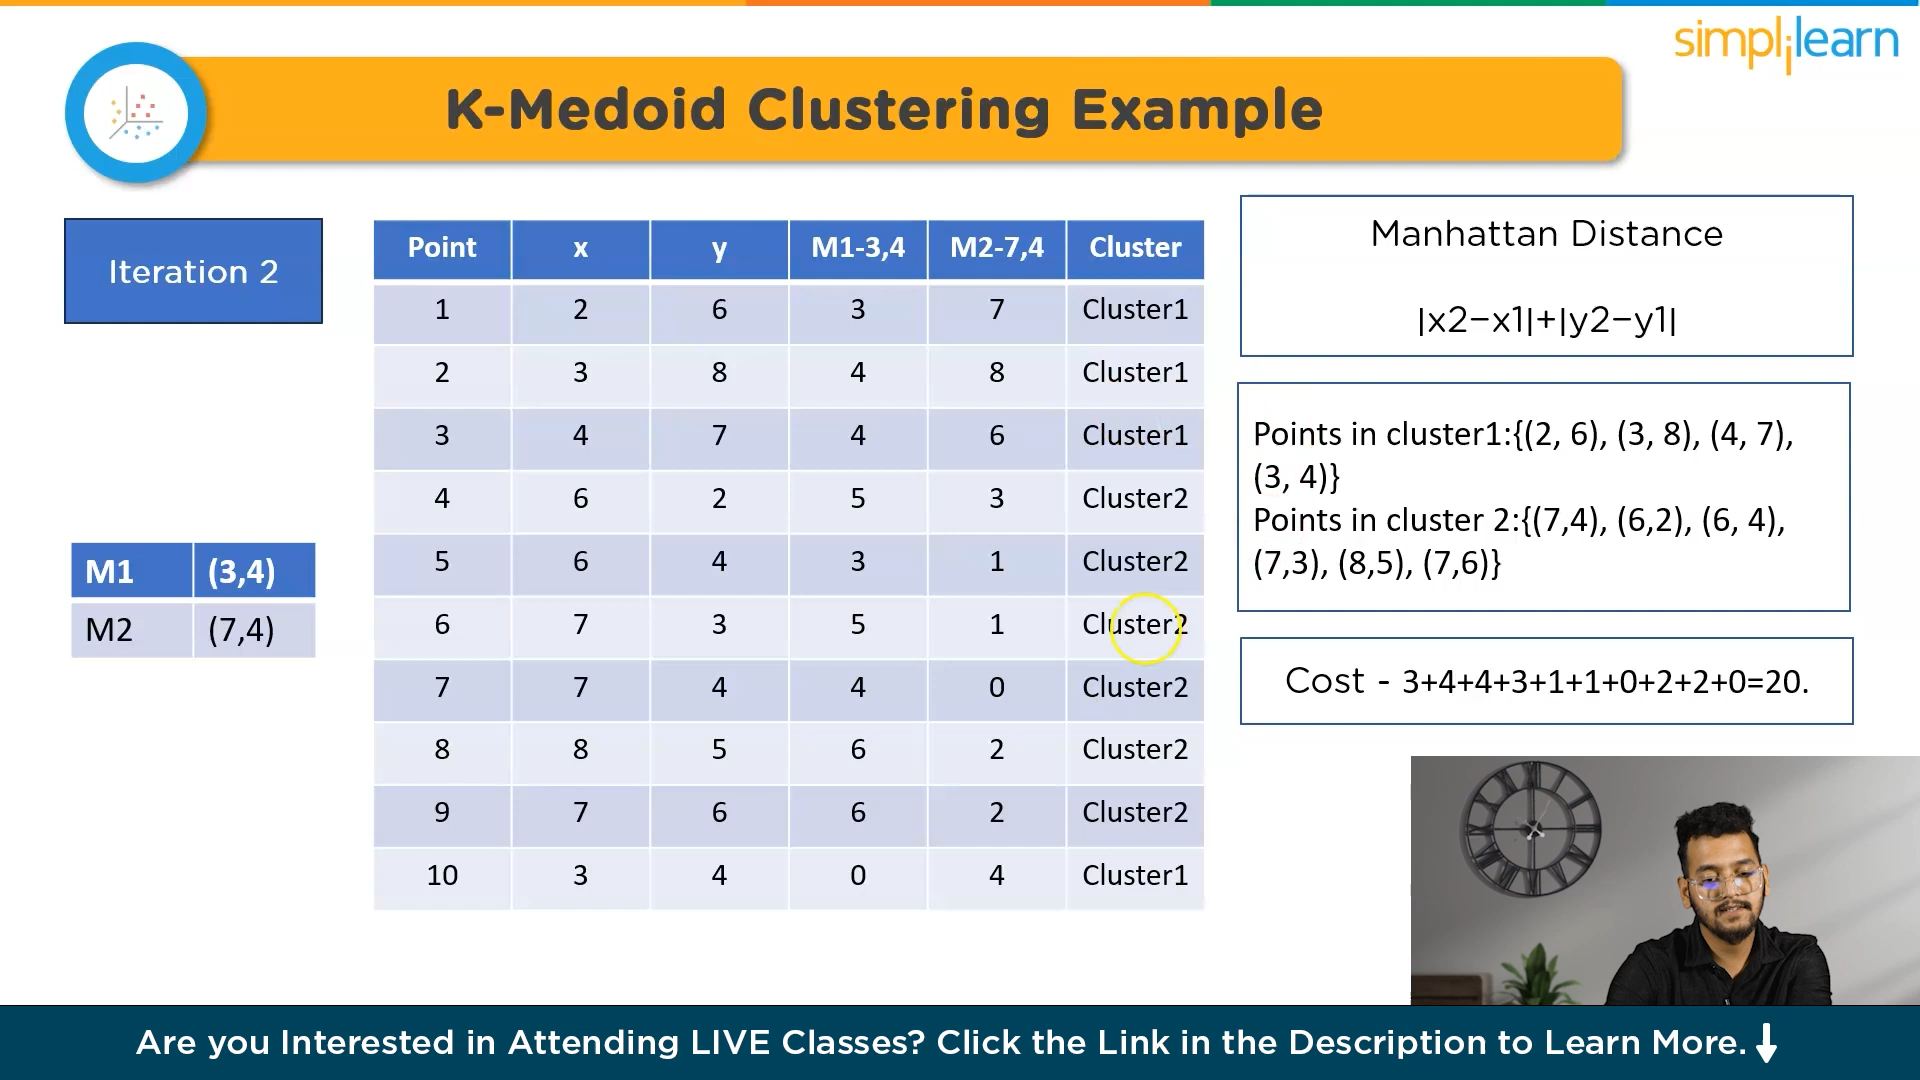 simplilearn
K-Medoid Clustering Example
Iteration 2
M1 (3,4)
M2 (7,4)
Point x y M1-3,4 M2-7,4 Cluster
1 2 6 3 7 Cluster1
2 3 8 4 8 Cluster1
3 4 7 4 6 Cluster1
4 6 2 5 3 Cluster2
5 6 4 3 1 Cluster2
6 7 3 5 1 Cluster2
7 7 4 4 0 Cluster2
8 8 5 6 2 Cluster2
9 7 6 6 2 Cluster2
10 3 4 0 4 Cluster1
Manhattan Distance
|x2−x1|+|y2−y1|
Points in cluster1:{(2, 6), (3, 8), (4, 7),
(3, 4)}
Points in cluster 2:{(7,4), (6,2), (6, 4),
(7,3), (8,5), (7,6)}
Cost - 3+4+4+3+1+1+0+2+2+0=20.
Are you Interested in Attending LIVE Classes? Click the Link in the Description to Learn More.